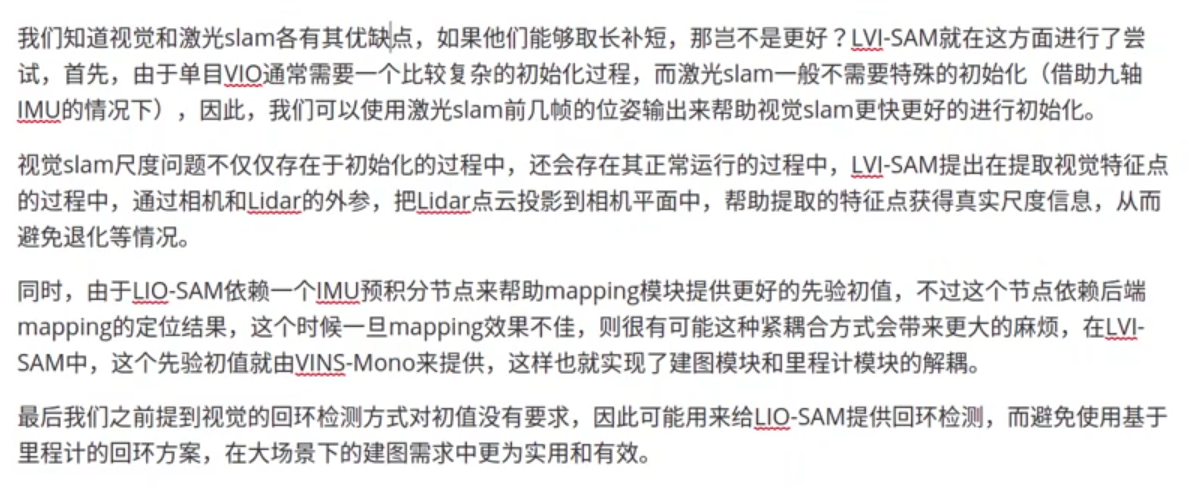 我们知道视觉和激光slam各有其优缺点，如果他们能够取长补短，那岂不是更好？LVI-SAM就在这方面进行了尝
试，首先，由于单目VIO通常需要一个比较复杂的初始化过程，而激光slam一般不需要特殊的初始化（借助九轴
IMU的情况下），因此，我们可以使用激光slam前几帧的位姿输出来帮助视觉slam更快更好的进行初始化。
视觉slam尺度问题不仅仅存在于初始化的过程中，还会存在其正常运行的过程中，LVI-SAM提出在提取视觉特征点
的过程中，通过相机和Lidar的外参，把Lidar点云投影到相机平面中，帮助提取的特征点获得真实尺度信息，从而
避免退化等情况。
同时，由于LIO-SAM依赖一个IMU预积分节点来帮助mapping模块提供更好的先验初值，不过这个节点依赖后端
mapping的定位结果，这个时候一旦mapping效果不佳，则很有可能这种紧耦合方式会带来更大的麻烦，在LVI-
SAM中，这个先验初值就由VINS-Mono来提供，这样也就实现了建图模块和里程计模块的解耦。
最后我们之前提到视觉的回环检测方式对初值没有要求，因此可能用来给LIO-SAM提供回环检测，而避免使用基于
里程计的回环方案，在大场景下的建图需求中更为实用和有效。